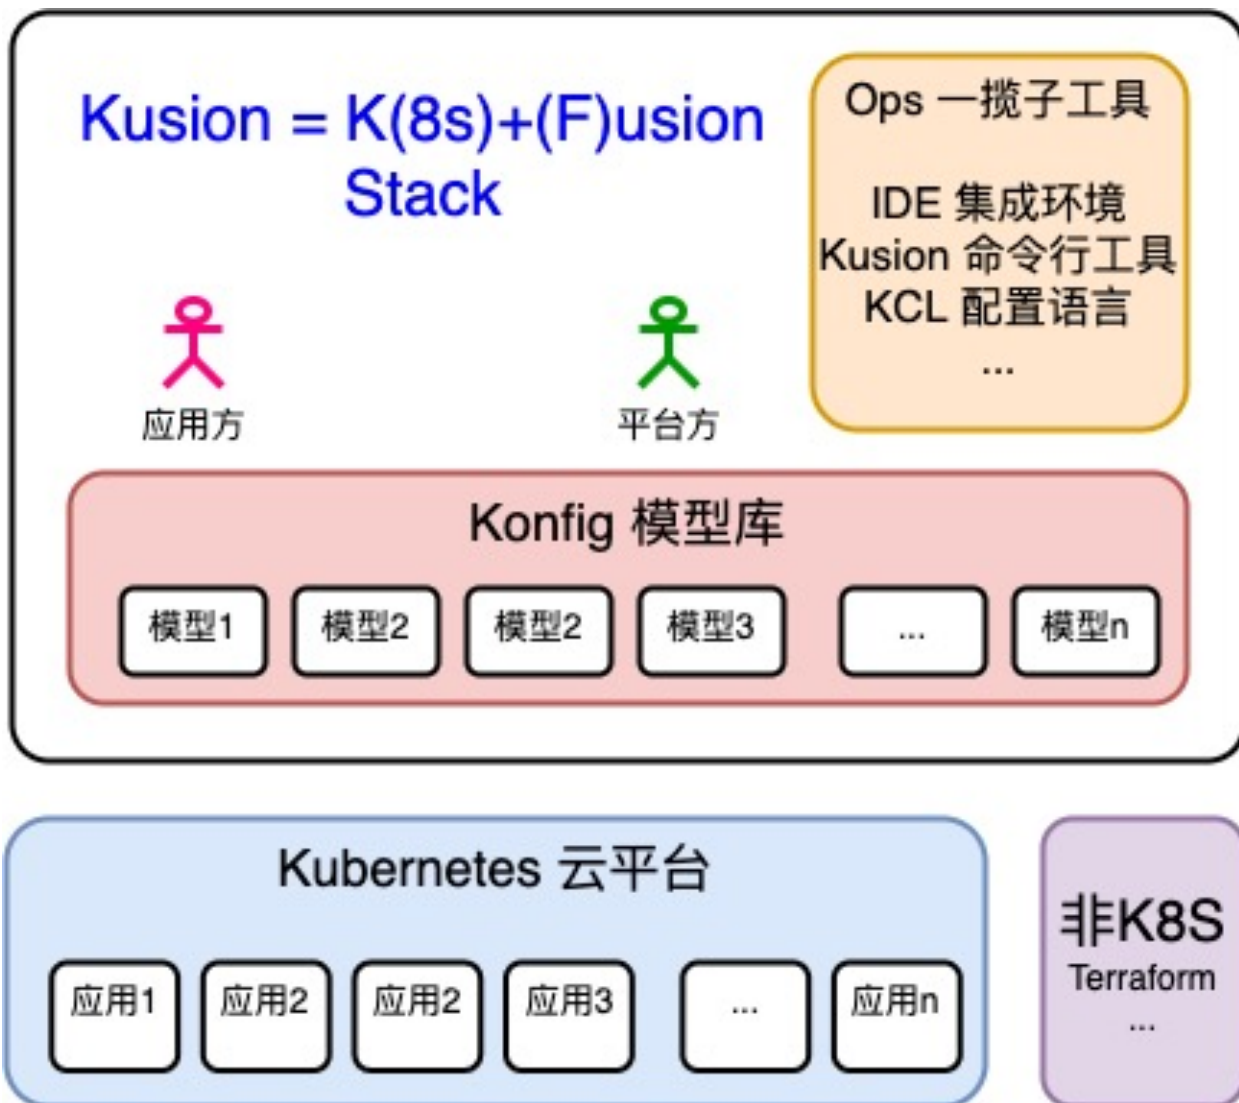 Kusion = K(8s)+(F)usion
Stack
Ops 一揽子工具
IDE 集成环境
Kusion 命令行工具
KCL 配置语言
...
应用方
平台方
Konfig 模型库
模型1
模型2
模型2
模型3
...
模型n
Kubernetes 云平台
应用1
应用2
应用2
应用3
...
应用n
非K8S
Terraform
...